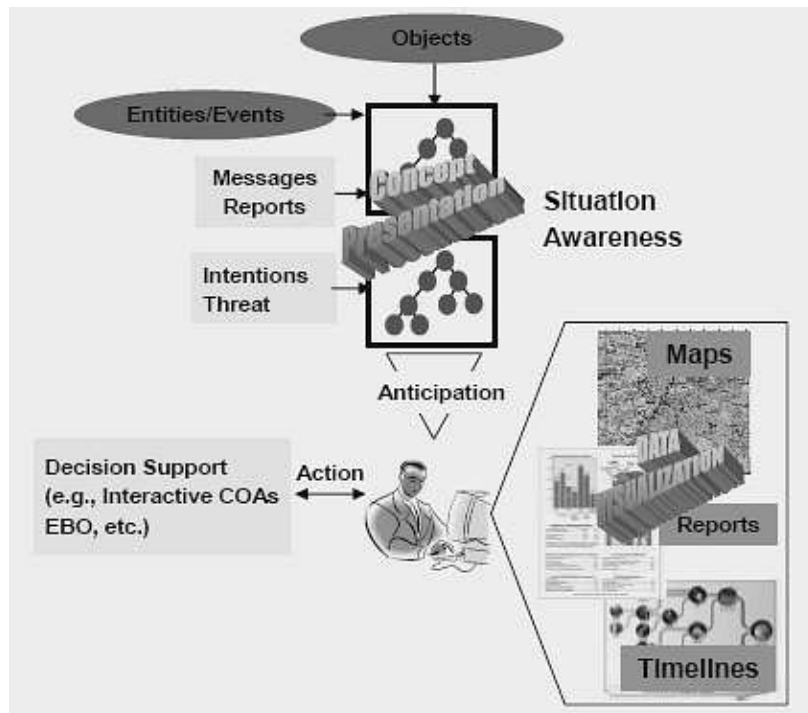 Objects
Entities/Events
Messages
Reports
Concept
Presentation
Situation
Awareness
Intentions
Threat
Anticipation
Maps
DATA
VISUALIZATION
Reports
Timelines
Decision Support
(e.g., Interactive COAs
EBO, etc.)
Action